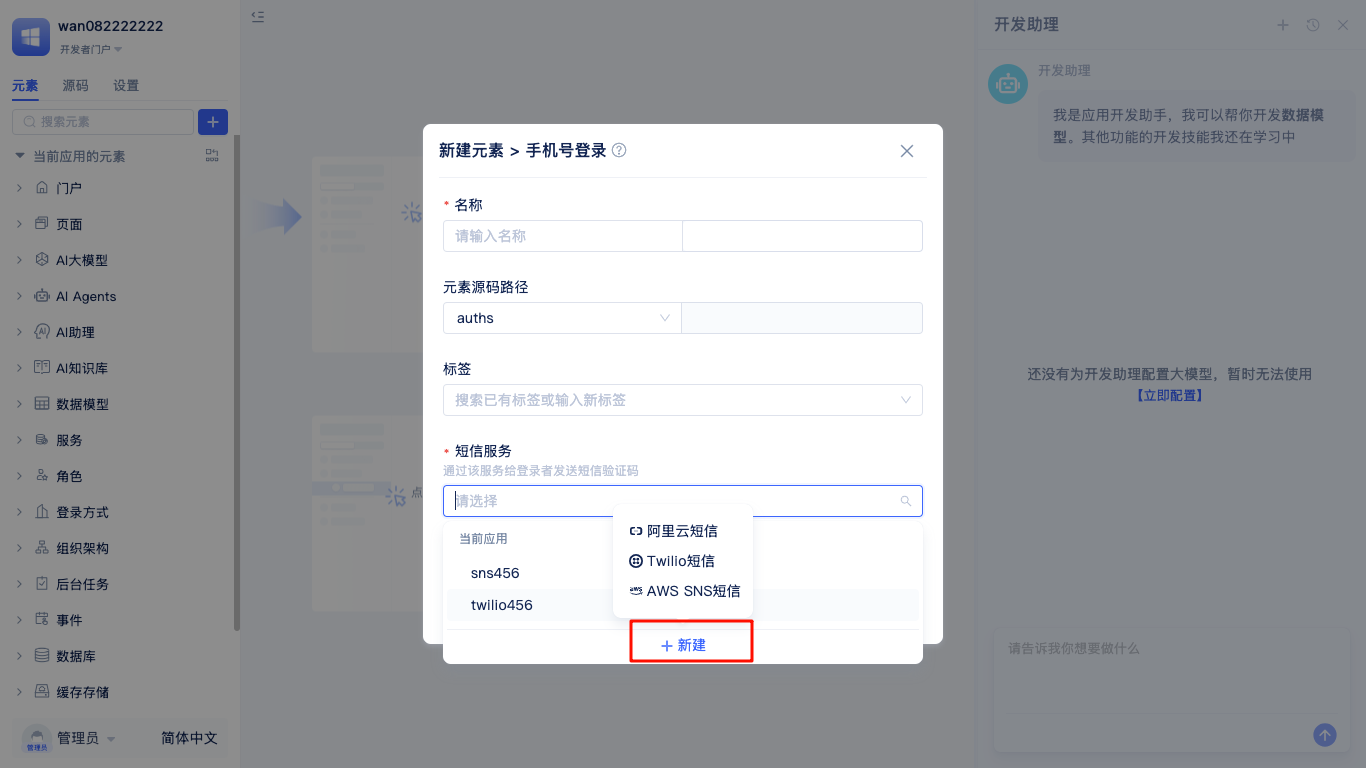 wan082222222
开发者门户
元素 源码 设置
搜索元素
当前应用的元素
门户
页面
AI大模型
AI Agents
AI助理
AI知识库
数据模型
服务
角色
登录方式
组织架构
后台任务
事件
数据库
缓存存储
管理员
管理员 简体中文
点
新建元素 > 手机号登录
* 名称
请输入名称
元素源码路径
auths
标签
搜索已有标签或输入新标签
* 短信服务
通过该服务给登录者发送短信验证码
请选择
当前应用
sns456
twilio456
阿里云短信
Twilio短信
aws AWS SNS短信
+ 新建
开发助理
开发助理
我是应用开发助手，我可以帮你开发数据模
型。其他功能的开发技能我还在学习中
还没有为开发助理配置大模型，暂时无法使用
【立即配置】
请告诉我你想要做什么